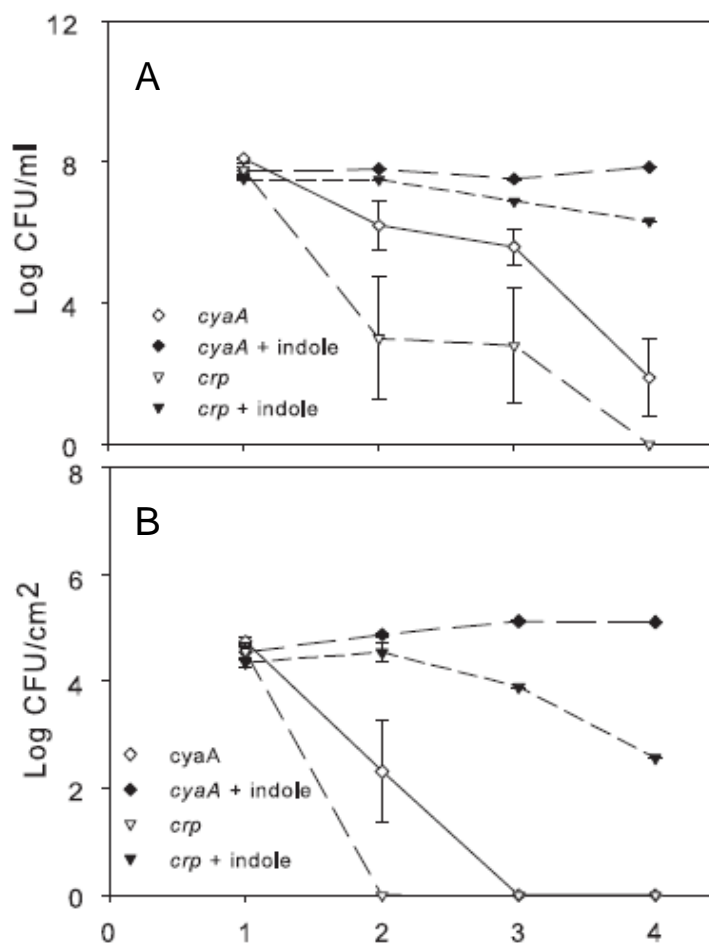 12
A
8
Log CFU/ml
4
cyaA
cyaA + indole
crp
crp + indole
0
8
B
6
4
Log CFU/cm2
cyaA
2
cyaA + indole
crp
crp + indole
0
0 1 2 3 4